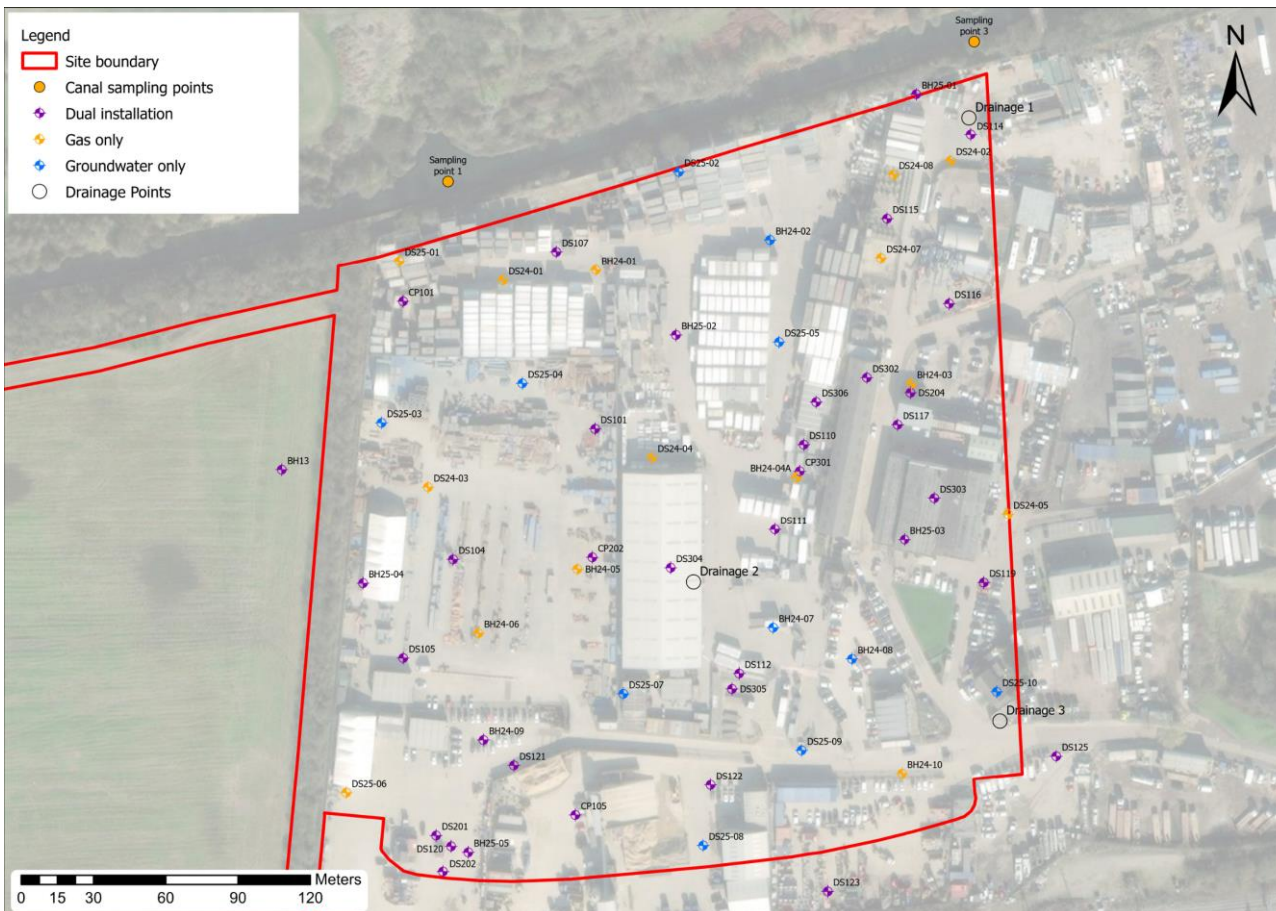 Legend
Site boundary
Canal sampling points
Dual installation
Gas only
Groundwater only
Drainage Points
Sampling
point 3
N
BH25-01
Drainage 1
DS114
DS24-02
DS24-08
Sampling
point 1
DS25-02
DS115
BH24-02
DS107
DS24-07
DS25-01
BH24-01
DS24-01
CP101
DS116
BH25-02
DS25-05
DS302
BH24-03
DS25-04
DS204
DS306
DS25-03
DS101
DS117
DS110
DS24-04
BH13
CP301
BH24-04A
DS24-03
DS303
DS24-05
DS111
BH25-03
CP202
DS104
DS304
BH24-05
Drainage 2
BH25-04
DS119
BH24-07
BH24-06
DS105
BH24-08
DS112
DS305
DS25-07
DS25-10
Drainage 3
BH24-09
DS25-09
DS125
DS121
BH24-10
DS122
DS25-06
CP105
DS201
DS120
BH25-05
DS25-08
DS202
DS123
Meters
0 15 30 60 90 120